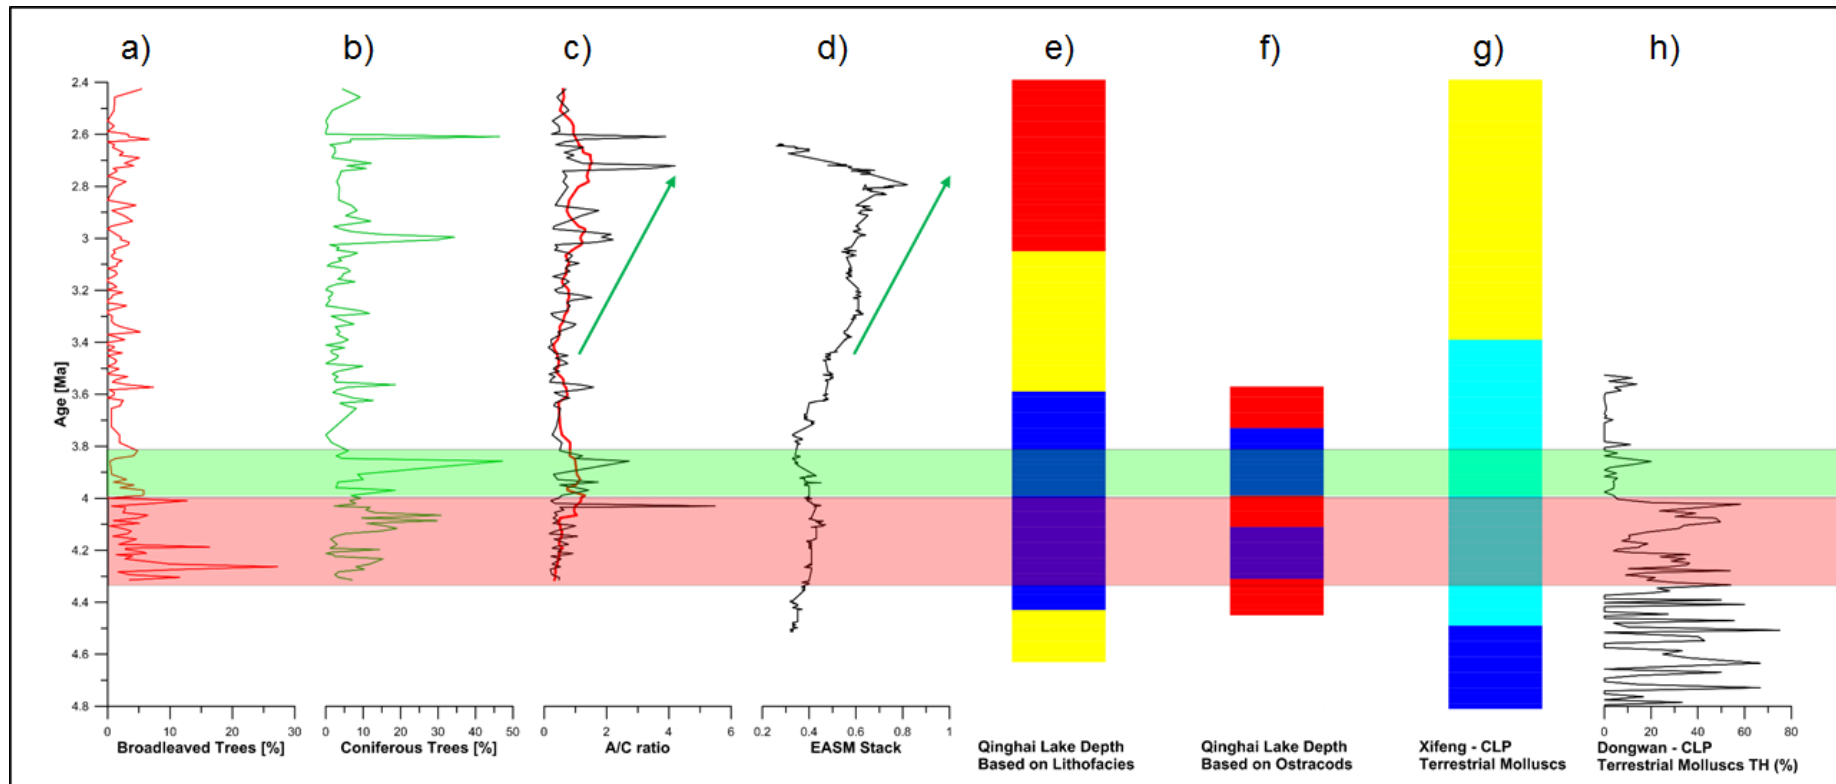 a) b) c) d) e) f) g) h)
Age [Ma]
2.4
2.6
2.8
3
3.2
3.4
3.6
3.8
4
4.2
4.4
4.6
4.8
0 10 20 30
Broadleaved Trees [%]
0 10 20 30 40 50
Coniferous Trees [%]
0 2 4 6
A/C ratio
0.2 0.4 0.6 0.8 1
EASM Stack
Qinghai Lake Depth
Based on Lithofacies
Qinghai Lake Depth
Based on Ostracods
Xifeng - CLP
Terrestrial Molluscs
0 20 40 60 80
Dongwan - CLP
Terrestrial Molluscs TH (%)